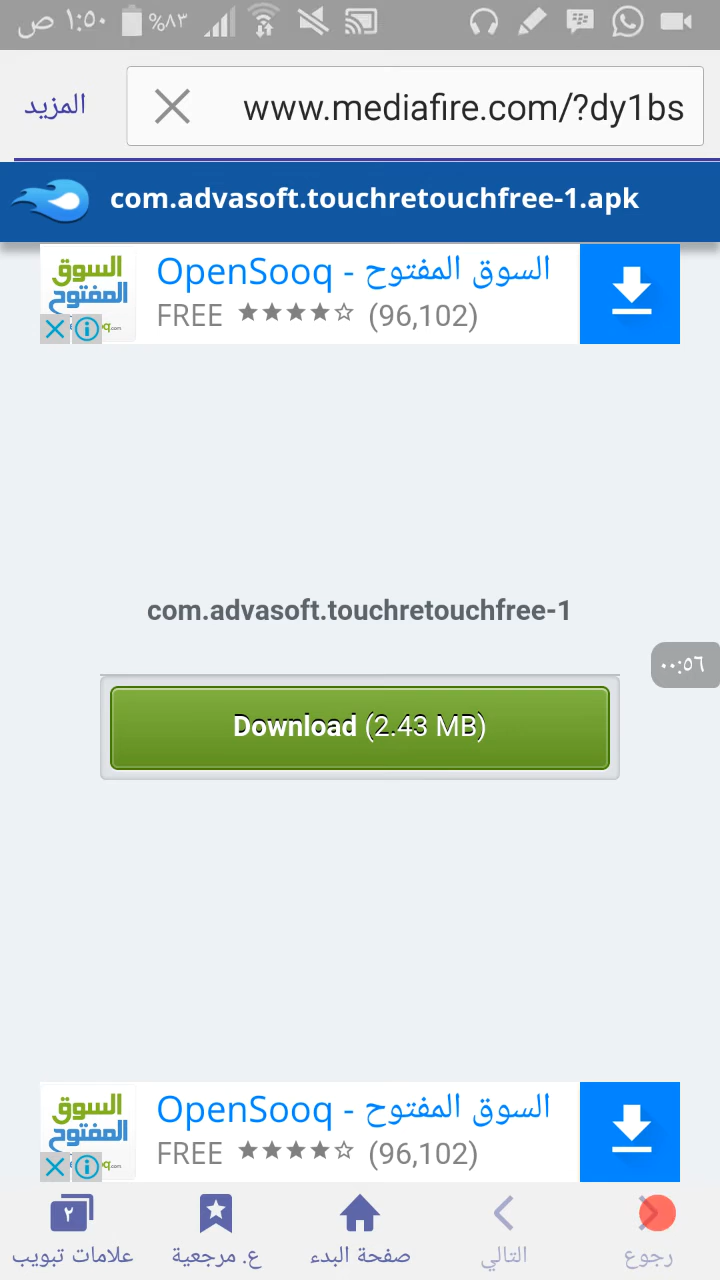 ص ١:٥٠ %٨٣
المزيد
www.mediafire.com/?dy1bs
com.advasoft.touchretouchfree-1.apk
السوق المفتوح
OpenSooq - السوق المفتوح
FREE (96,102)
com.advasoft.touchretouchfree-1
٠٠:٥٦
Download (2.43 MB)
السوق المفتوح
OpenSooq - السوق المفتوح
FREE (96,102)
٢
رجوع التالي صفحة البدء ع. مرجعية علامات تبويب